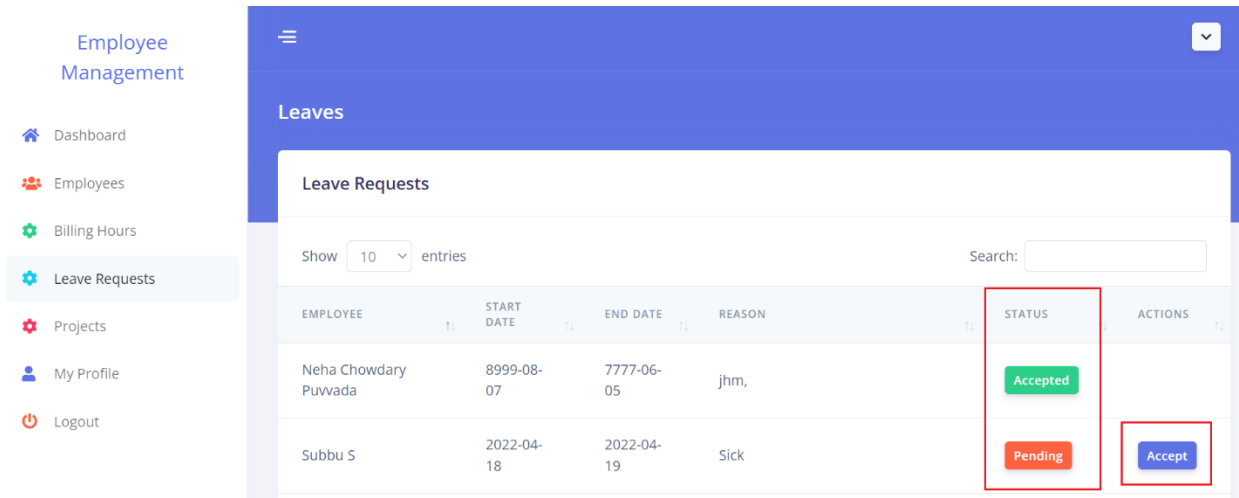 Employee
Management
Dashboard
Employees
Billing Hours
Leave Requests
Projects
My Profile
Logout
Leaves
Leave Requests
Show 10 entries Search:
EMPLOYEE START DATE END DATE REASON STATUS ACTIONS
Neha Chowdary Puvvada 8999-08-07 7777-06-05 jhm, Accepted
Subbu S 2022-04-18 2022-04-19 Sick Pending Accept